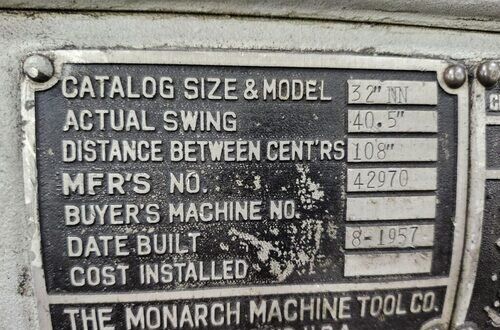 CATALOG SIZE & MODEL 32" NN
ACTUAL SWING 40.5"
DISTANCE BETWEEN CENT'RS 108"
MFR'S NO. 42970
BUYER'S MACHINE NO.
DATE BUILT 8-1957
COST INSTALLED
THE MONARCH MACHINE TOOL CO.